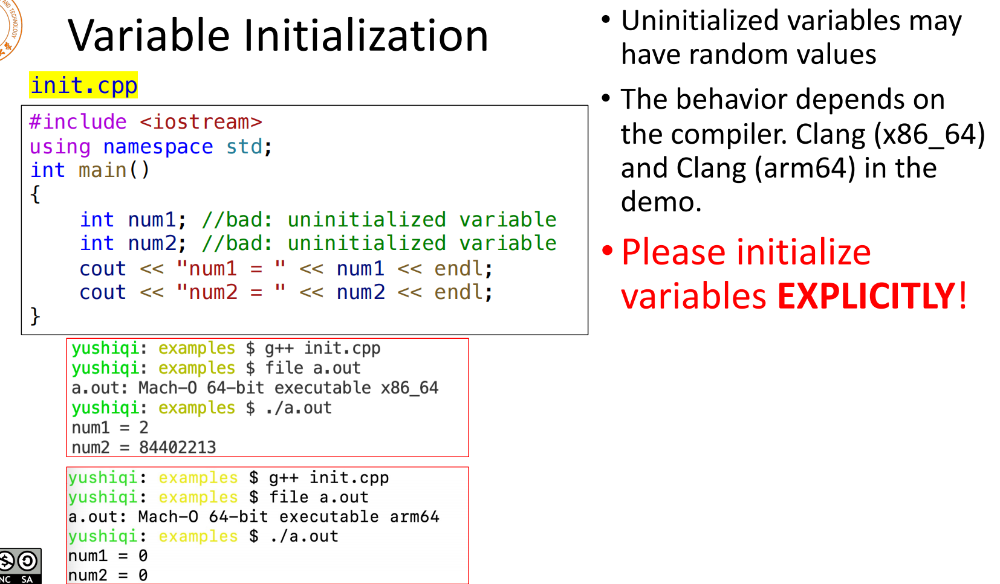 AND TECHNOLOGY
Variable Initialization
init.cpp
#include <iostream>
using namespace std;
int main()
{
    int num1; //bad: uninitialized variable
    int num2; //bad: uninitialized variable
    cout << "num1 = " << num1 << endl;
    cout << "num2 = " << num2 << endl;
}
yushiqi: examples $ g++ init.cpp
yushiqi: examples $ file a.out
a.out: Mach-O 64-bit executable x86_64
yushiqi: examples $ ./a.out
num1 = 2
num2 = 84402213
yushiqi: examples $ g++ init.cpp
yushiqi: examples $ file a.out
a.out: Mach-O 64-bit executable arm64
yushiqi: examples $ ./a.out
num1 = 0
num2 = 0
• Uninitialized variables may
have random values
• The behavior depends on
the compiler. Clang (x86_64)
and Clang (arm64) in the
demo.
• Please initialize
variables EXPLICITLY!
NC SA